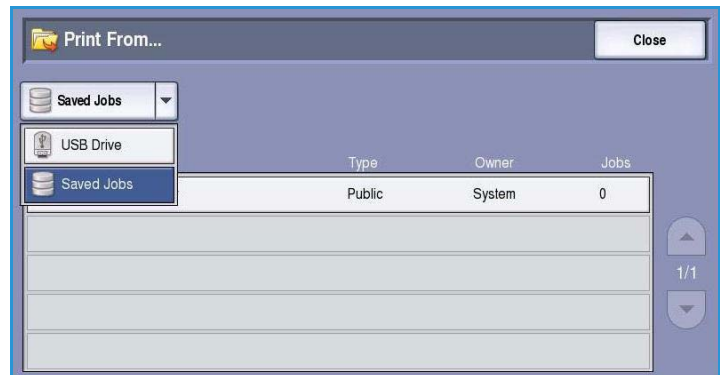 Print From...
Close
Saved Jobs
USB Drive
Type Owner Jobs
Saved Jobs
Public System 0
1/1